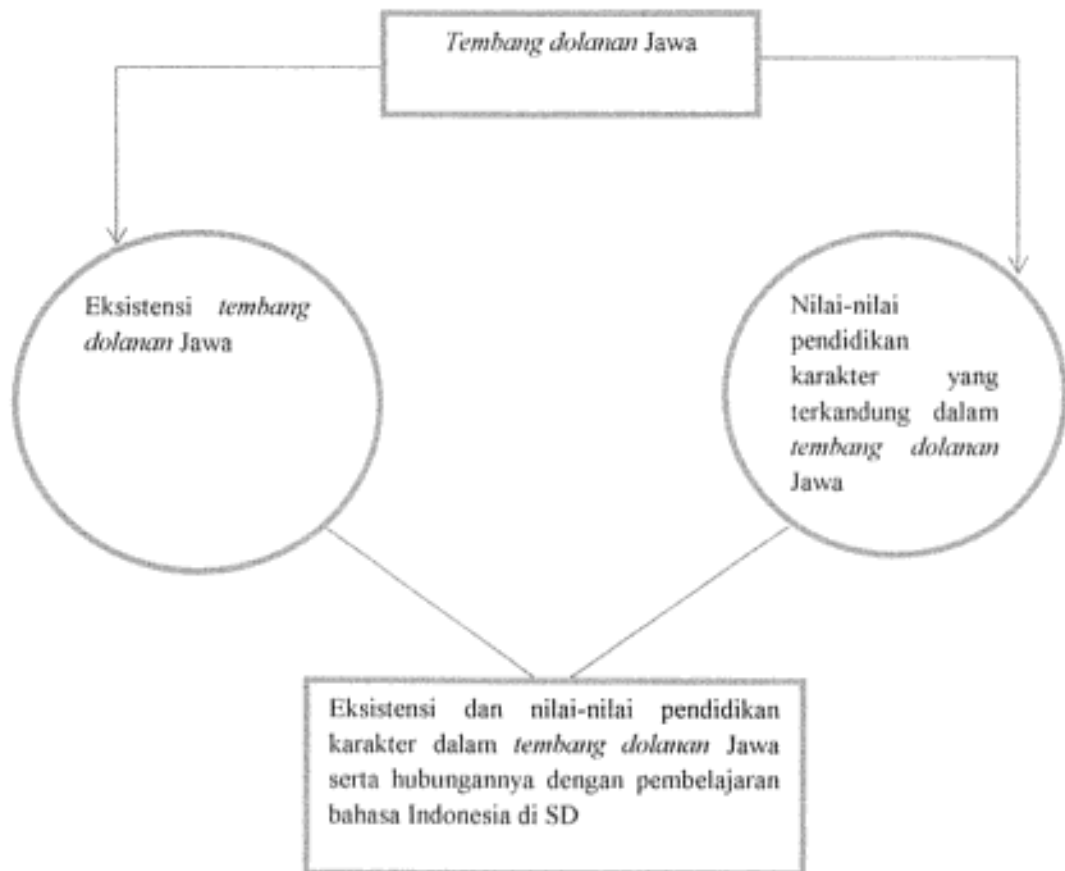 Tembang dolanan Jawa
Eksistensi tembang
dolanan Jawa
Nilai-nilai
pendidikan
karakter yang
terkandung dalam
tembang dolanan
Jawa
Eksistensi dan nilai-nilai pendidikan
karakter dalam tembang dolanan Jawa
serta hubungannya dengan pembelajaran
bahasa Indonesia di SD